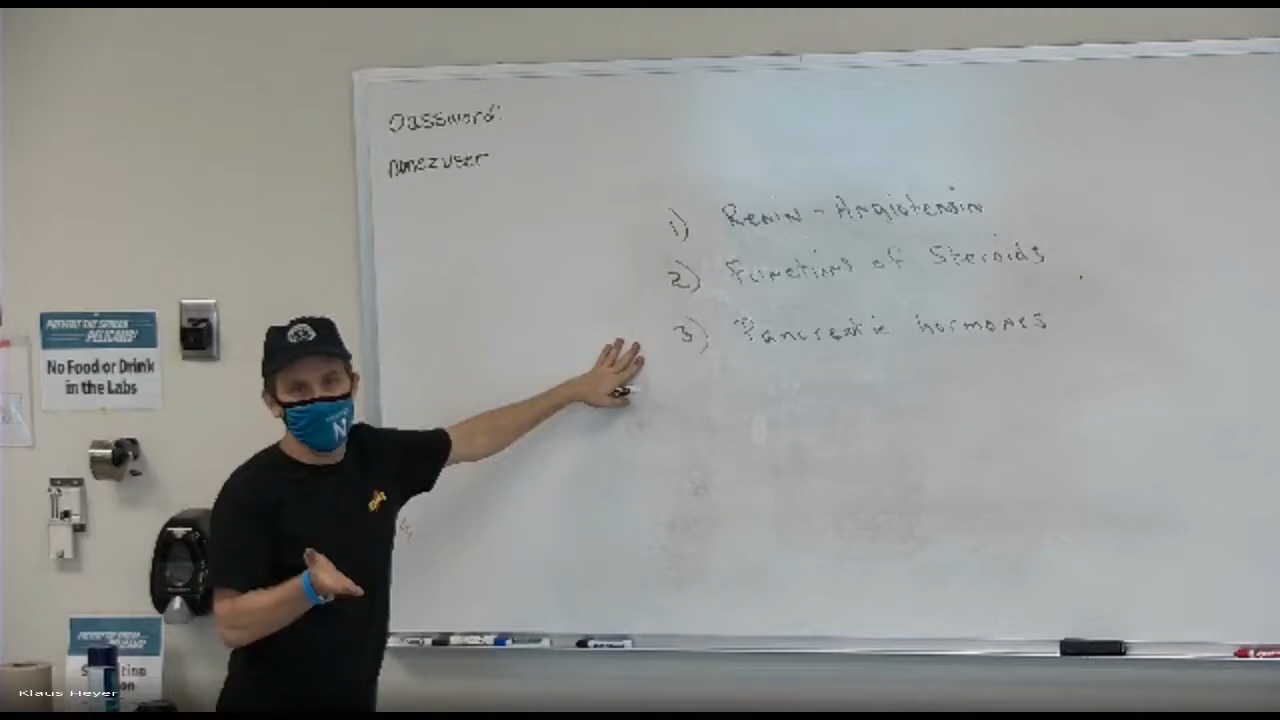 password:
1) Renin - Angiotensin
2) Functions of Steroids
3) Pancreatic hormones
PELICANS!
No Food or Drink
in the Labs
N
Klaus Heyer